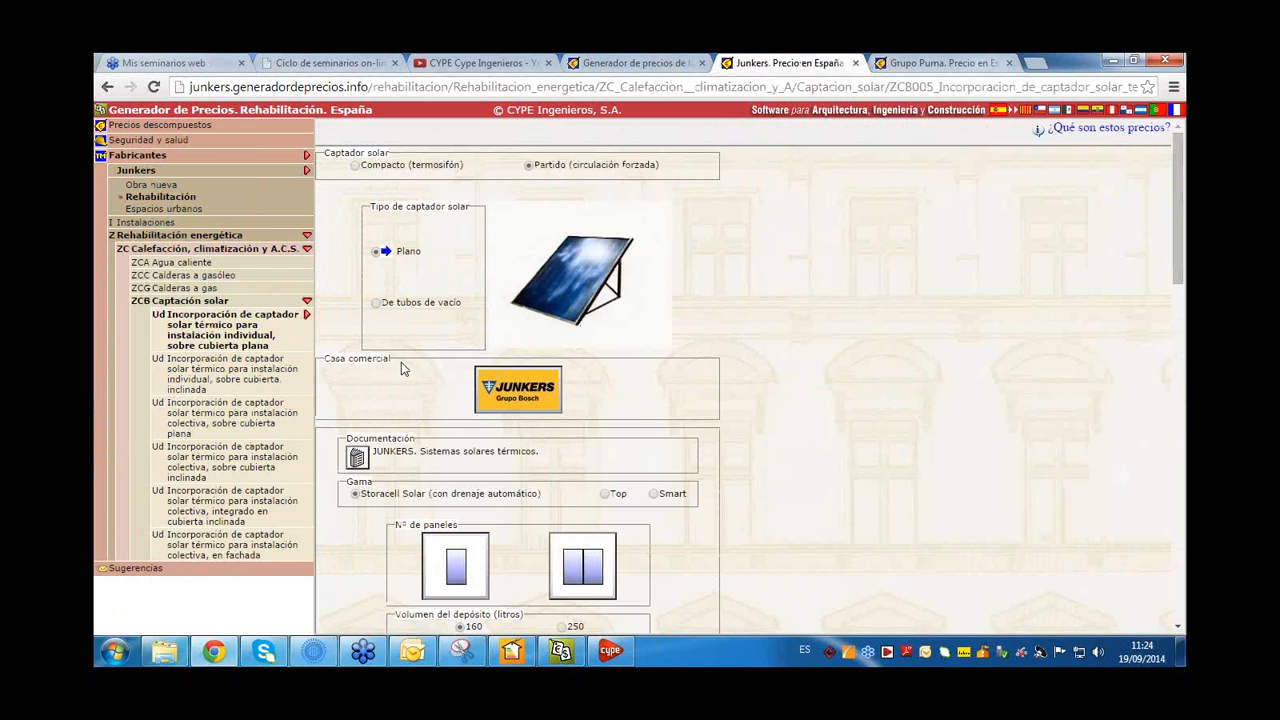 Mis seminarios web
Ciclo de seminarios on-lin
CYPE Cype Ingenieros - Y
Generador de precios de l
Junkers. Precio en España
Grupo Puma. Precio en E
junkers.generadordeprecios.info/rehabilitacion/Rehabilitacion_energetica/ZC_Calefaccion__climatizacion_y_A/Captacion_solar/ZCB005_Incorporacion_de_captador_solar_te
Generador de Precios. Rehabilitación. España
© CYPE Ingenieros, S.A.
Software para Arquitectura, Ingeniería y Construcción
¿Qué son estos precios?
Precios descompuestos
Seguridad y salud
TM Fabricantes
Junkers
Obra nueva
» Rehabilitación
Espacios urbanos
I Instalaciones
Z Rehabilitación energética
ZC Calefacción, climatización y A.C.S.
ZCA Agua caliente
ZCC Calderas a gasóleo
ZCG Calderas a gas
ZCB Captación solar
Ud Incorporación de captador
solar térmico para
instalación individual,
sobre cubierta plana
Ud Incorporación de captador
solar térmico para instalación
individual, sobre cubierta
inclinada
Ud Incorporación de captador
solar térmico para instalación
colectiva, sobre cubierta
plana
Ud Incorporación de captador
solar térmico para instalación
colectiva, sobre cubierta
inclinada
Ud Incorporación de captador
solar térmico para instalación
colectiva, integrado en
cubierta inclinada
Ud Incorporación de captador
solar térmico para instalación
colectiva, en fachada
Sugerencias
Captador solar
Compacto (termosifón)
Partido (circulación forzada)
Tipo de captador solar
Plano
De tubos de vacío
Casa comercial
JUNKERS
Grupo Bosch
Documentación
JUNKERS. Sistemas solares térmicos.
Gama
Storacell Solar (con drenaje automático)
Top
Smart
Nº de paneles
Volumen del depósito (litros)
160
250
cype
ES
11:24
19/09/2014